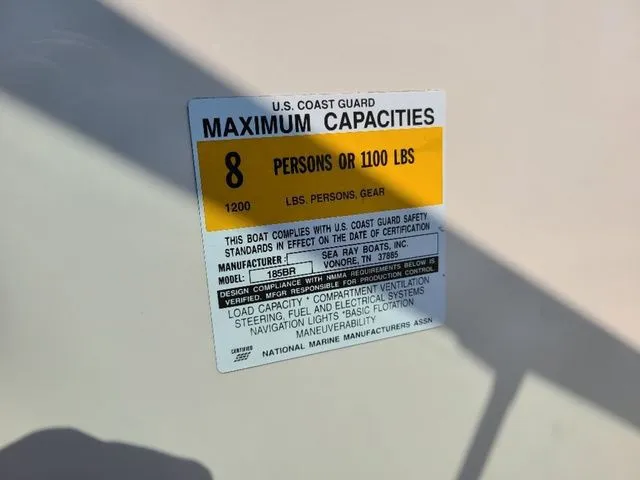 U.S. COAST GUARD
MAXIMUM CAPACITIES
8 PERSONS OR 1100 LBS
1200 LBS. PERSONS, GEAR
THIS BOAT COMPLIES WITH U.S. COAST GUARD SAFETY
STANDARDS IN EFFECT ON THE DATE OF CERTIFICATION
MANUFACTURER: SEA RAY BOATS, INC.
VONORE, TN 37885
MODEL: 185BR
DESIGN COMPLIANCE WITH NMMA REQUIREMENTS BELOW IS
VERIFIED. MFGR RESPONSIBLE FOR PRODUCTION CONTROL
LOAD CAPACITY * COMPARTMENT VENTILATION
STEERING, FUEL AND ELECTRICAL SYSTEMS
NAVIGATION LIGHTS *BASIC FLOTATION
MANEUVERABILITY
CERTIFIED
NATIONAL MARINE MANUFACTURERS ASSN